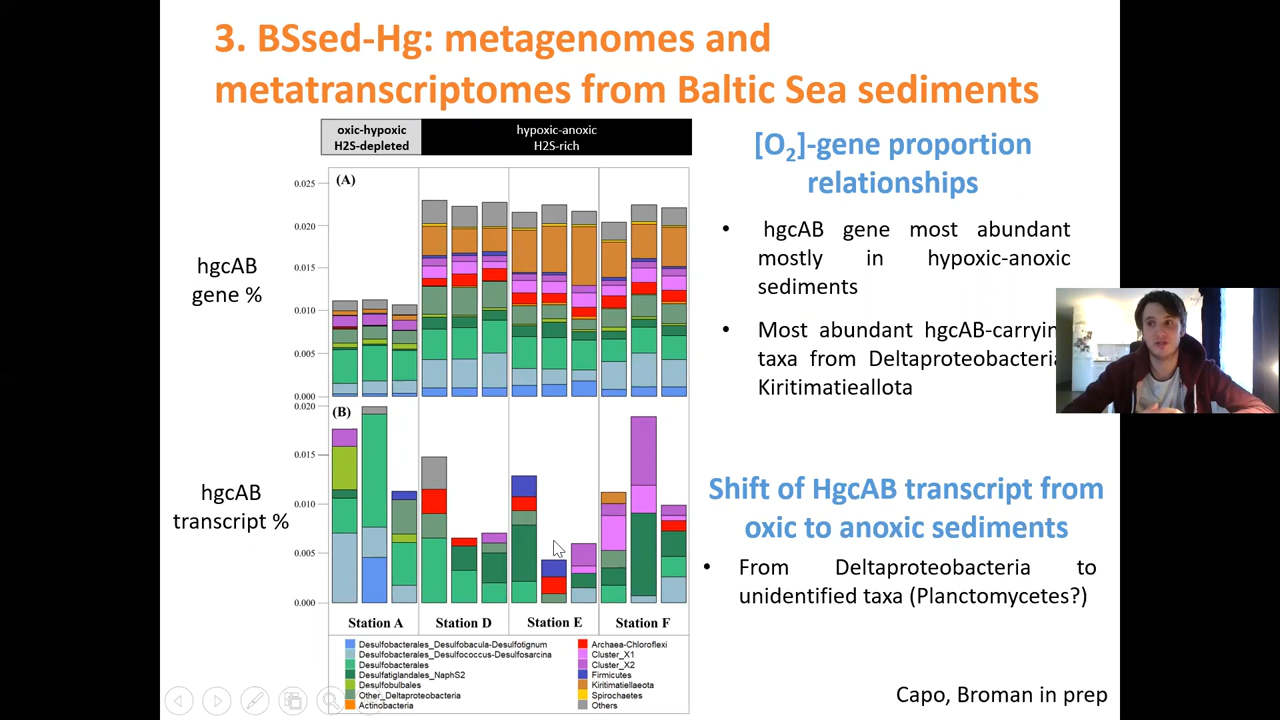 3. BSsed-Hg: metagenomes and
metatranscriptomes from Baltic Sea sediments
oxic-hypoxic
H2S-depleted
hypoxic-anoxic
H2S-rich
(A)
0.025
0.020
0.015
0.010
0.005
0.000
hgcAB
gene %
(B)
0.020
0.015
0.010
0.005
0.000
hgcAB
transcript %
Station A
Station D
Station E
Station F
Desulfobacterales_Desulfobacula-Desulfotignum
Desulfobacterales_Desulfococcus-Desulfosarcina
Desulfobacterales
Desulfatiglandales_NaphS2
Desulfobulbales
Other_Deltaproteobacteria
Actinobacteria
Archaea-Chloroflexi
Cluster_X1
Cluster_X2
Firmicutes
Kiritimatiellaeota
Spirochaetes
Others
[O₂]-gene proportion
relationships
• hgcAB gene most abundant
mostly in hypoxic-anoxic
sediments
• Most abundant hgcAB-carryin
taxa from Deltaproteobacteria
Kiritimatieallota
Shift of HgcAB transcript from
oxic to anoxic sediments
• From Deltaproteobacteria to
unidentified taxa (Planctomycetes?)
Capo, Broman in prep